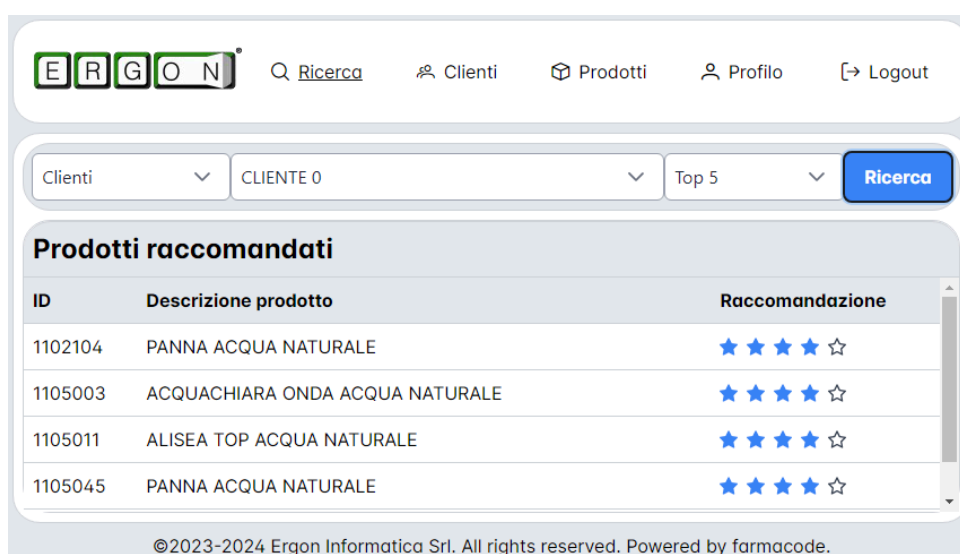 ERGON®
Ricerca Clienti Prodotti Profilo Logout
Clienti CLIENTE 0 Top 5 Ricerca
Prodotti raccomandati
ID Descrizione prodotto Raccomandazione
1102104 PANNA ACQUA NATURALE
1105003 ACQUACHIARA ONDA ACQUA NATURALE
1105011 ALISEA TOP ACQUA NATURALE
1105045 PANNA ACQUA NATURALE
©2023-2024 Ergon Informatica Srl. All rights reserved. Powered by farmacode.